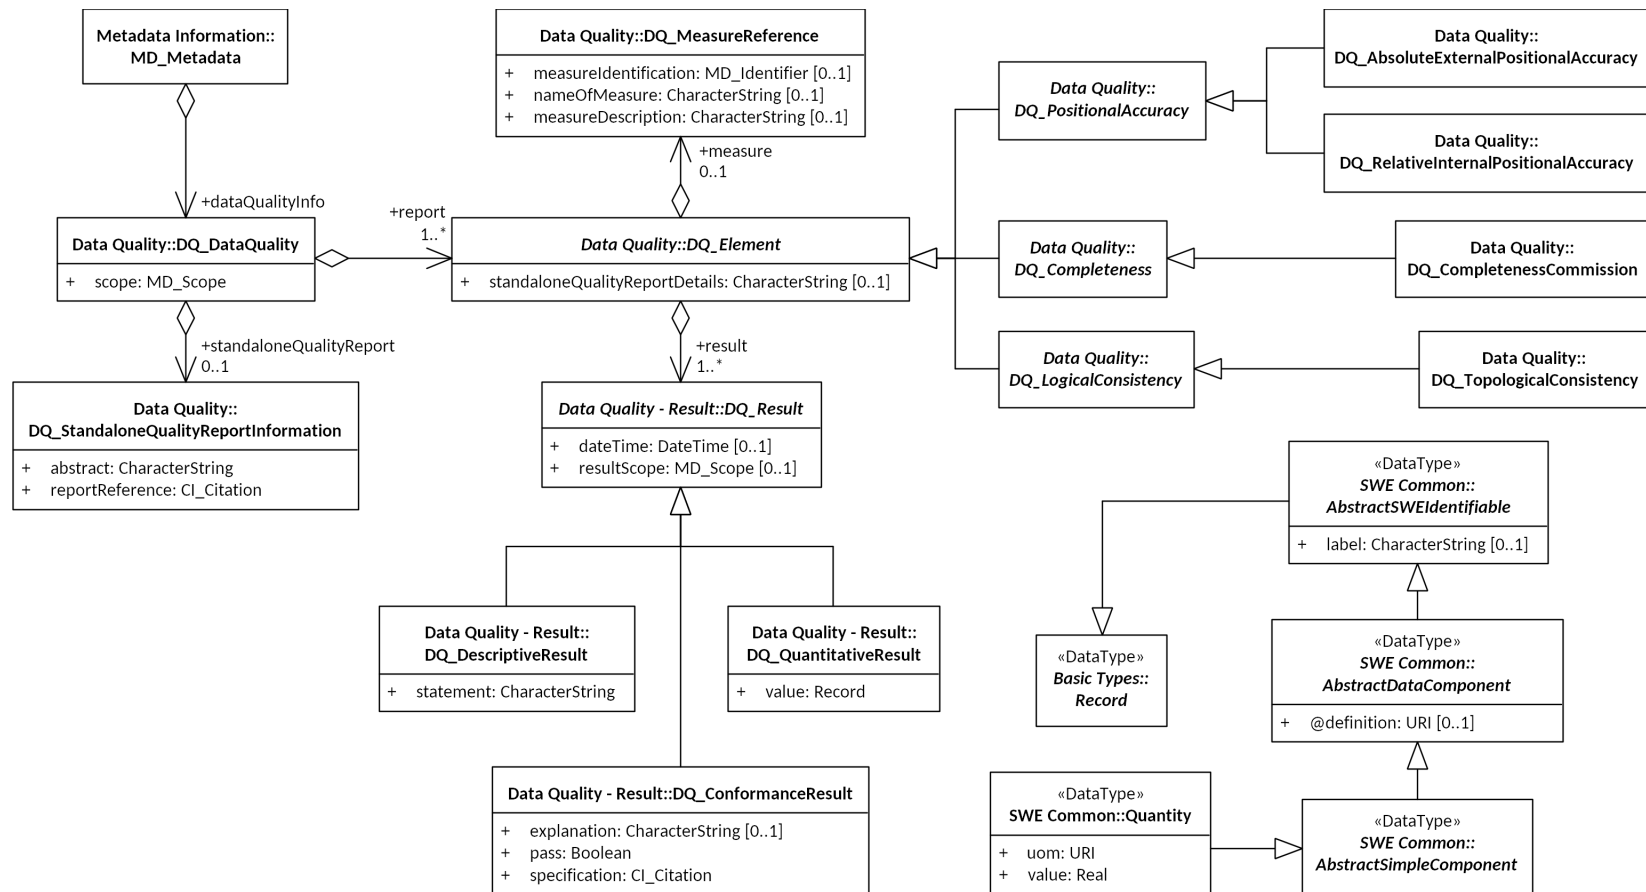 Metadata Information::
MD_Metadata
+dataQualityInfo
Data Quality::DQ_DataQuality
+ scope: MD_Scope
+standaloneQualityReport
0..1
Data Quality::
DQ_StandaloneQualityReportInformation
+ abstract: CharacterString
+ reportReference: CI_Citation
Data Quality::DQ_MeasureReference
+ measureIdentification: MD_Identifier [0..1]
+ nameOfMeasure: CharacterString [0..1]
+ measureDescription: CharacterString [0..1]
+measure
0..1
+report
1..*
Data Quality::DQ_Element
+ standaloneQualityReportDetails: CharacterString [0..1]
+result
1..*
Data Quality - Result::DQ_Result
+ dateTime: DateTime [0..1]
+ resultScope: MD_Scope [0..1]
Data Quality - Result::
DQ_DescriptiveResult
+ statement: CharacterString
Data Quality - Result::
DQ_QuantitativeResult
+ value: Record
Data Quality - Result::DQ_ConformanceResult
+ explanation: CharacterString [0..1]
+ pass: Boolean
+ specification: CI_Citation
Data Quality::
DQ_PositionalAccuracy
Data Quality::
DQ_AbsoluteExternalPositionalAccuracy
Data Quality::
DQ_RelativeInternalPositionalAccuracy
Data Quality::
DQ_Completeness
Data Quality::
DQ_CompletenessCommission
Data Quality::
DQ_LogicalConsistency
Data Quality::
DQ_TopologicalConsistency
«DataType»
SWE Common::
AbstractSWEIdentifiable
+ label: CharacterString [0..1]
«DataType»
Basic Types::
Record
«DataType»
SWE Common::
AbstractDataComponent
+ @definition: URI [0..1]
«DataType»
SWE Common::Quantity
+ uom: URI
+ value: Real
«DataType»
SWE Common::
AbstractSimpleComponent